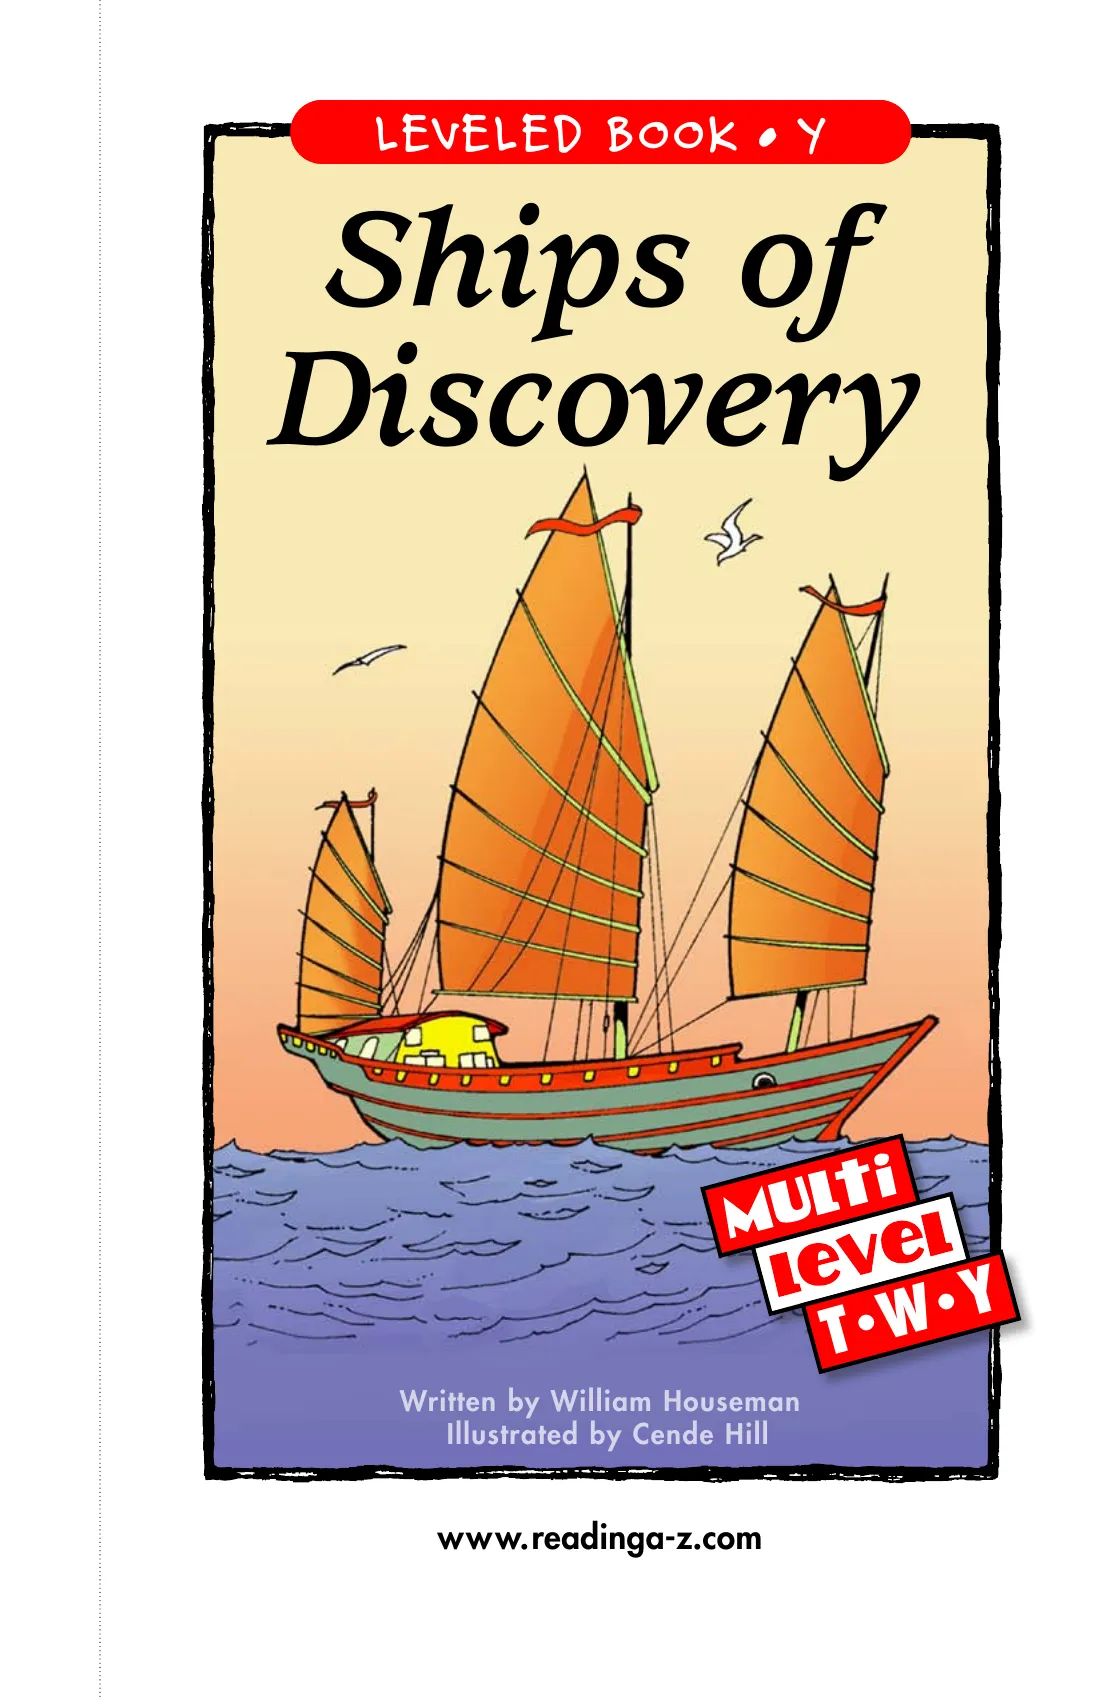 LEVELED BOOK • Y
Ships of
Discovery
Multi
level
T•W•Y
Written by William Houseman
Illustrated by Cende Hill
www.readinga-z.com